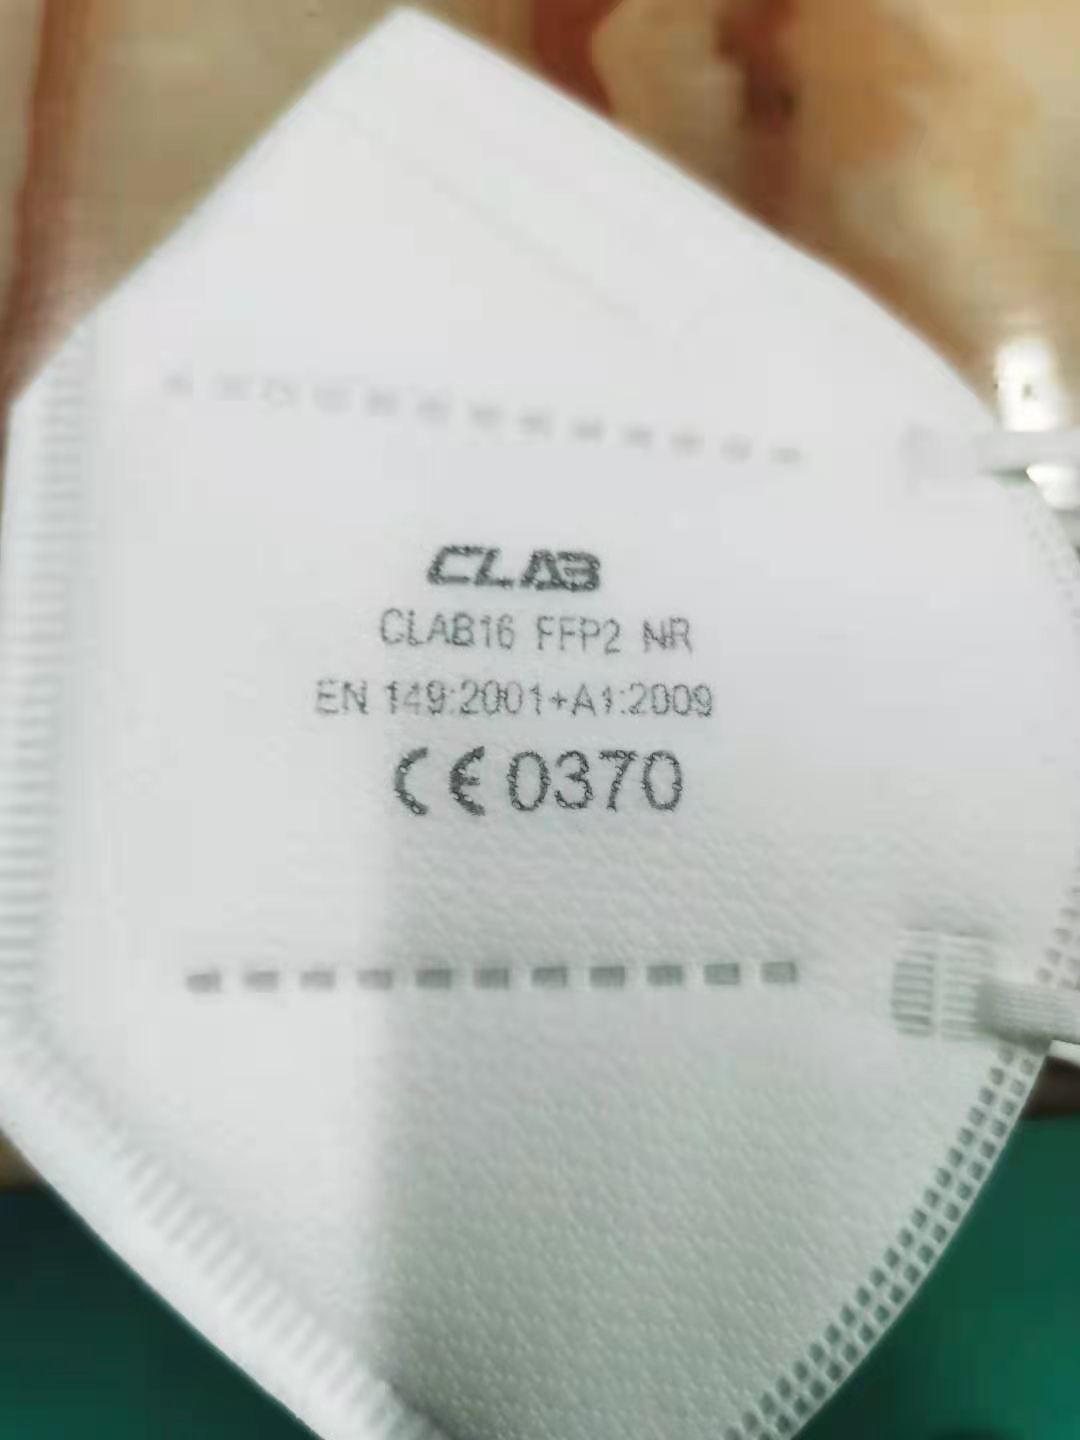 CLAB
CLAB16 FFP2 NR
EN 149:2001+A1:2009
CE 0370